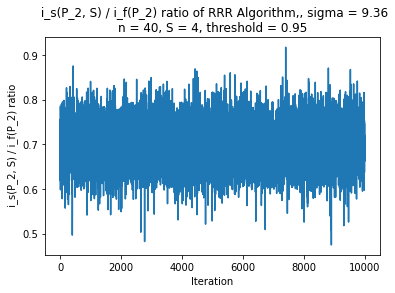 i_s(P_2, S) / i_f(P_2) ratio of RRR Algorithm,, sigma = 9.36
n = 40, S = 4, threshold = 0.95
i_s(P_2, S) / i_f(P_2) ratio
0.9
0.8
0.7
0.6
0.5
0
2000
4000
6000
8000
10000
Iteration